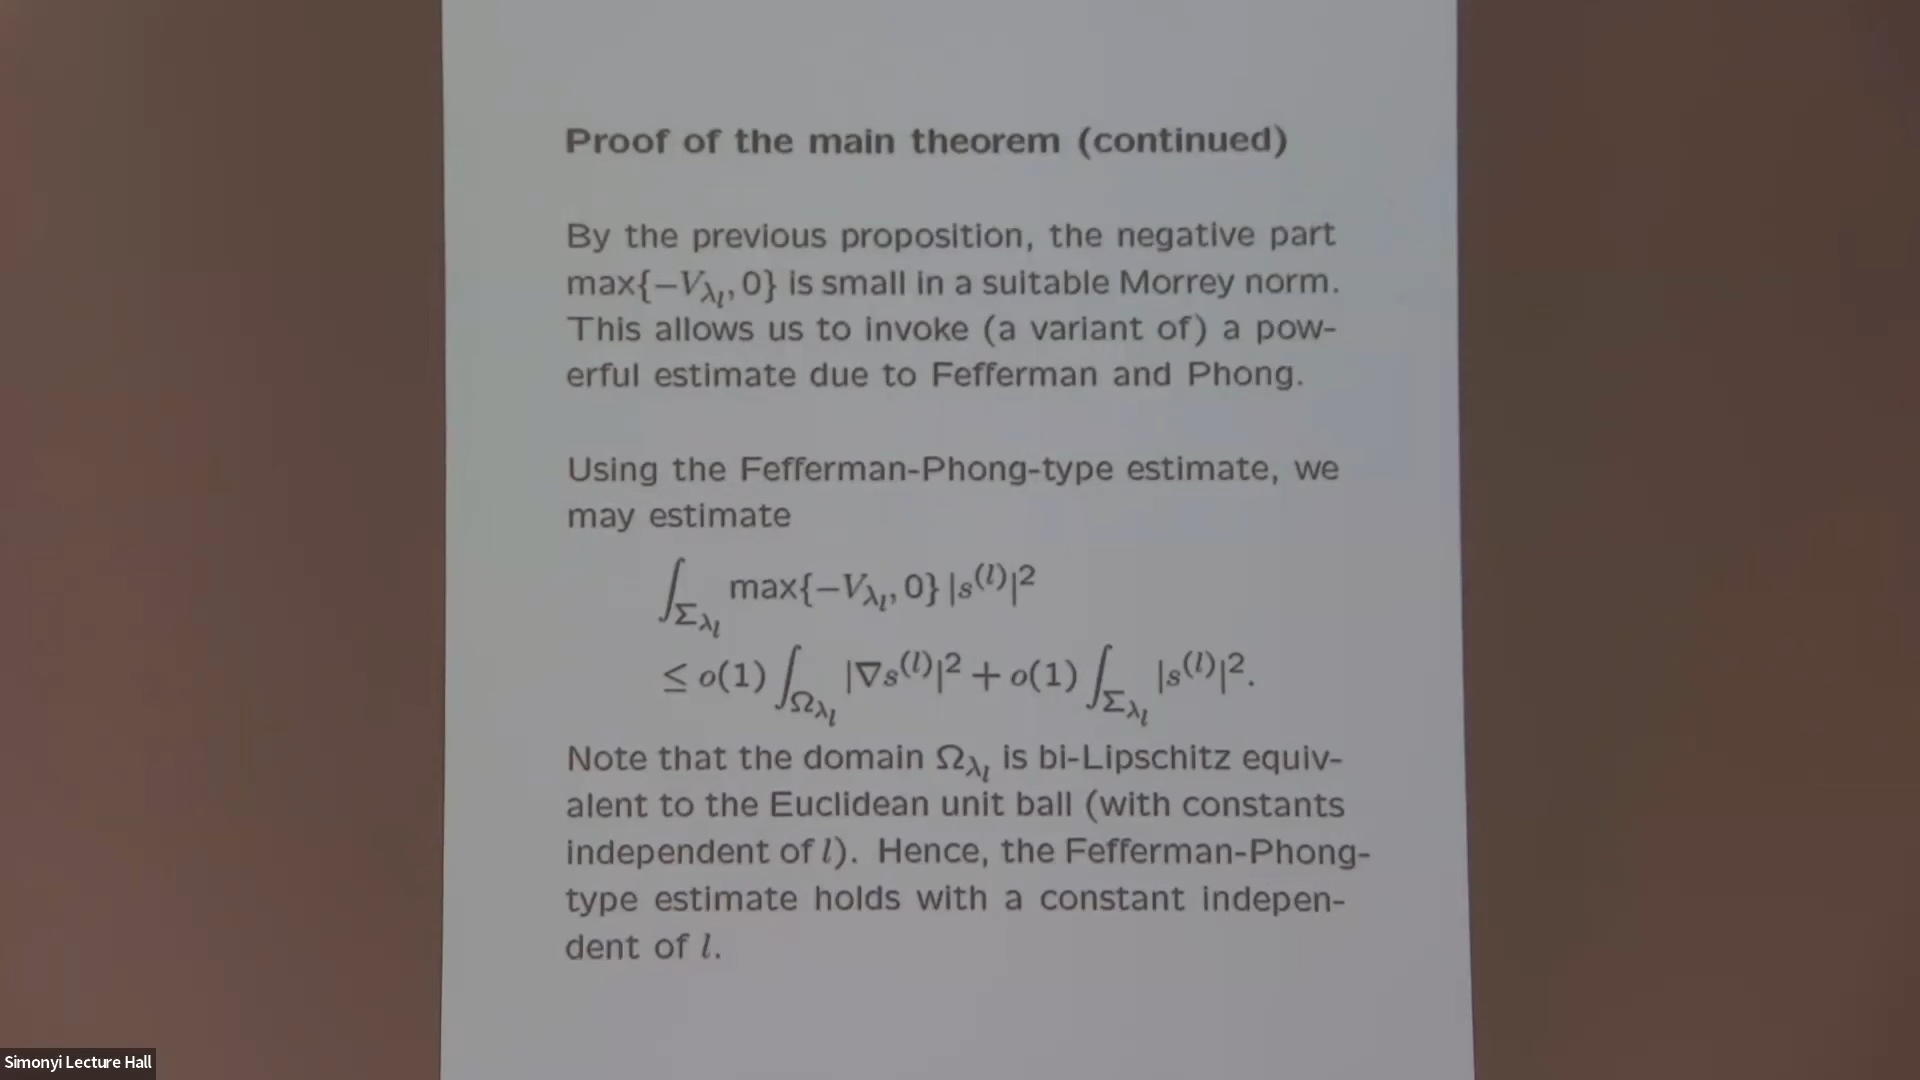 Proof of the main theorem (continued)
By the previous proposition, the negative part
max{−V_{λ_l}, 0} is small in a suitable Morrey norm.
This allows us to invoke (a variant of) a pow-
erful estimate due to Fefferman and Phong.
Using the Fefferman-Phong-type estimate, we
may estimate
∫_{Σ_{λ_l}} max{−V_{λ_l}, 0} |s^{(l)}|²
≤ o(1) ∫_{Ω_{λ_l}} |∇s^{(l)}|² + o(1) ∫_{Σ_{λ_l}} |s^{(l)}|².
Note that the domain Ω_{λ_l} is bi-Lipschitz equiv-
alent to the Euclidean unit ball (with constants
independent of l). Hence, the Fefferman-Phong-
type estimate holds with a constant indepen-
dent of l.
Simonyi Lecture Hall